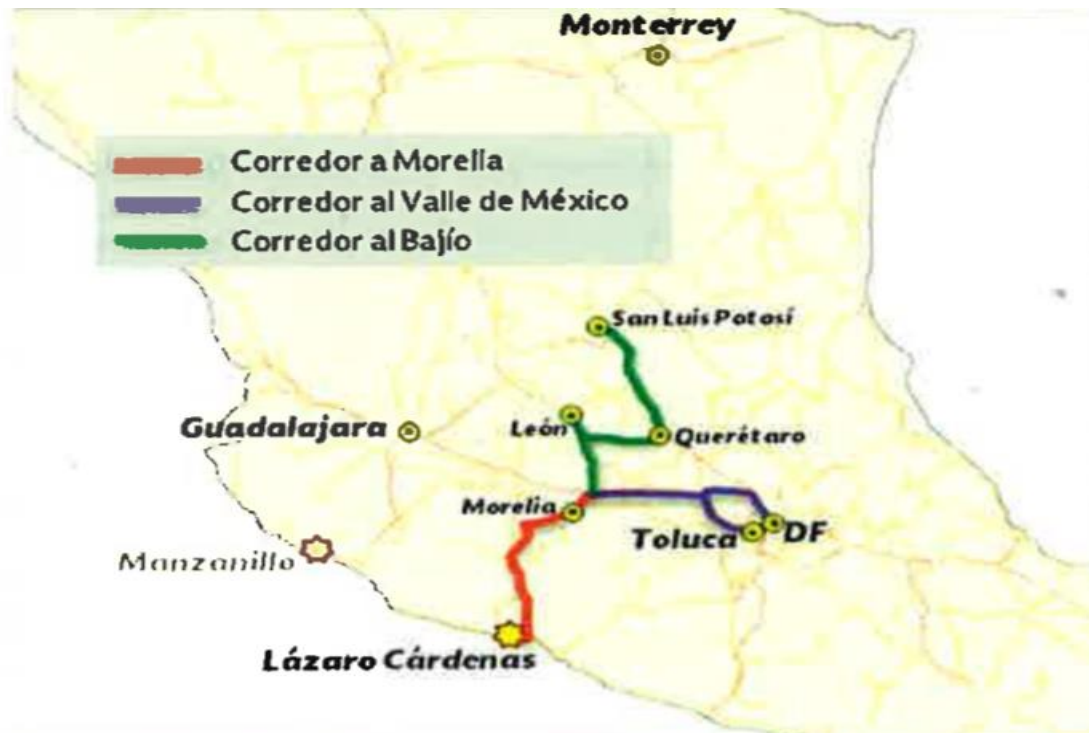 Monterrey
Corredor a Morella
Corredor al Valle de México
Corredor al Bajío
San Luis Potosí
León
Guadalajara
Querétaro
Morelia
Toluca
DF
Manzanillo
Lázaro Cárdenas